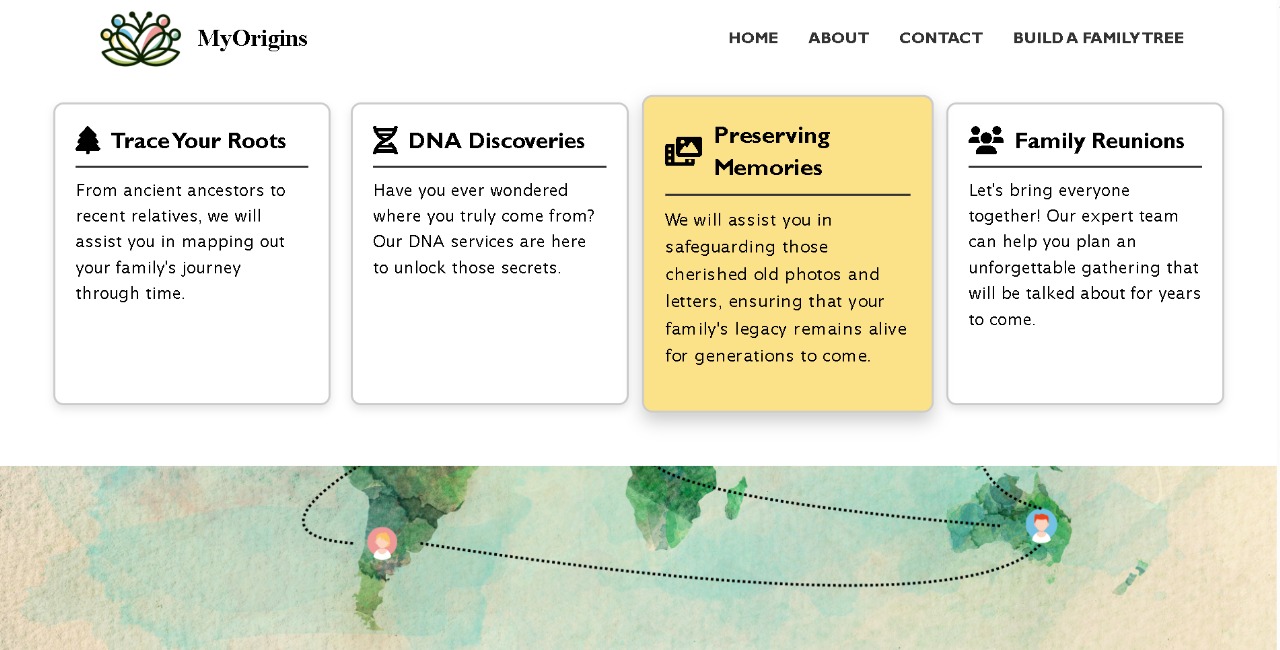 MyOrigins
HOME ABOUT CONTACT BUILD A FAMILY TREE
Trace Your Roots
From ancient ancestors to
recent relatives, we will
assist you in mapping out
your family's journey
through time.
DNA Discoveries
Have you ever wondered
where you truly come from?
Our DNA services are here
to unlock those secrets.
Preserving
Memories
We will assist you in
safeguarding those
cherished old photos and
letters, ensuring that your
family's legacy remains alive
for generations to come.
Family Reunions
Let's bring everyone
together! Our expert team
can help you plan an
unforgettable gathering that
will be talked about for years
to come.